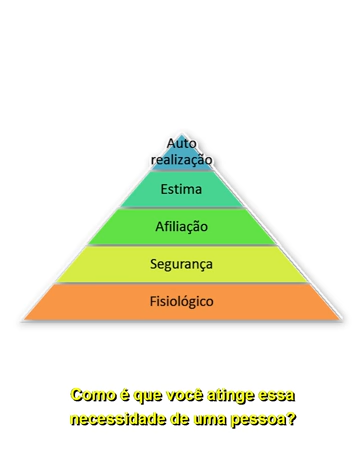 Auto
realização
Estima
Afiliação
Segurança
Fisiológico
Como é que você atinge essa
necessidade de uma pessoa?